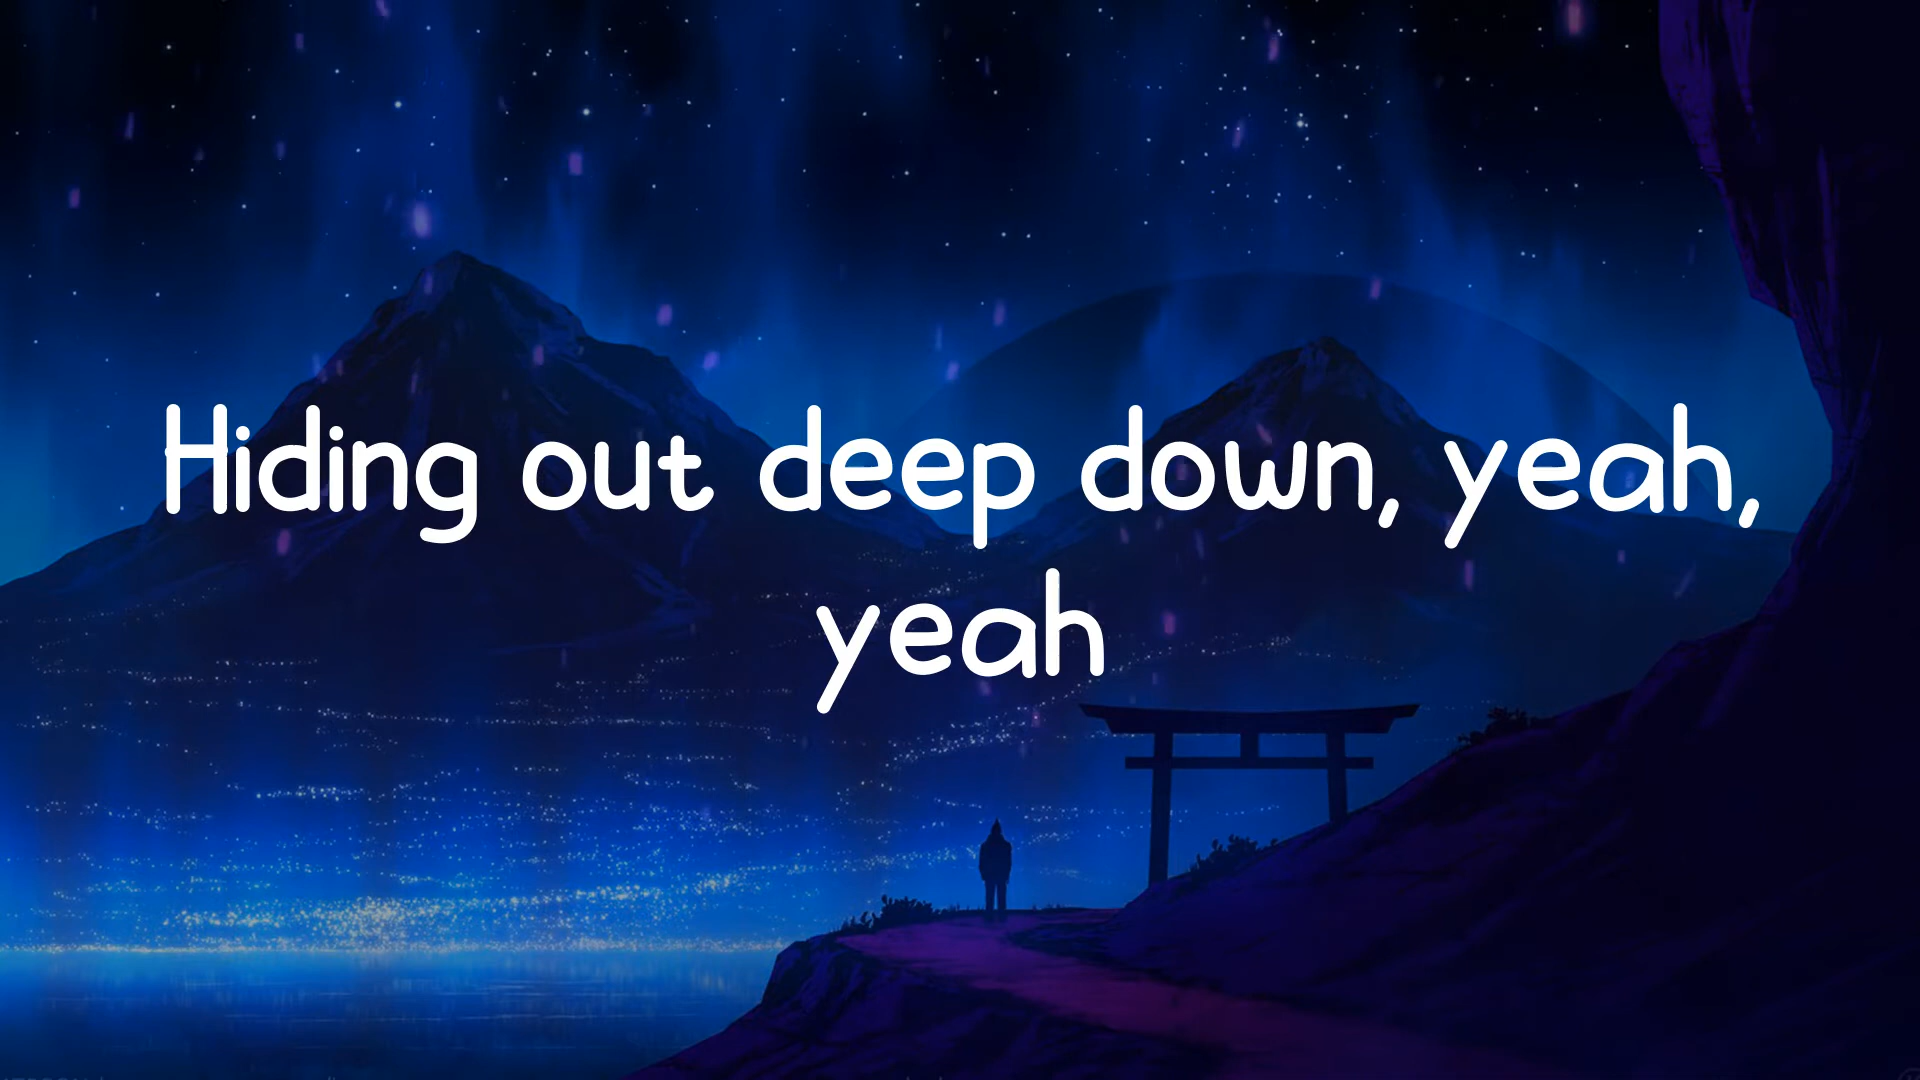 Hiding out deep down, yeah,
yeah